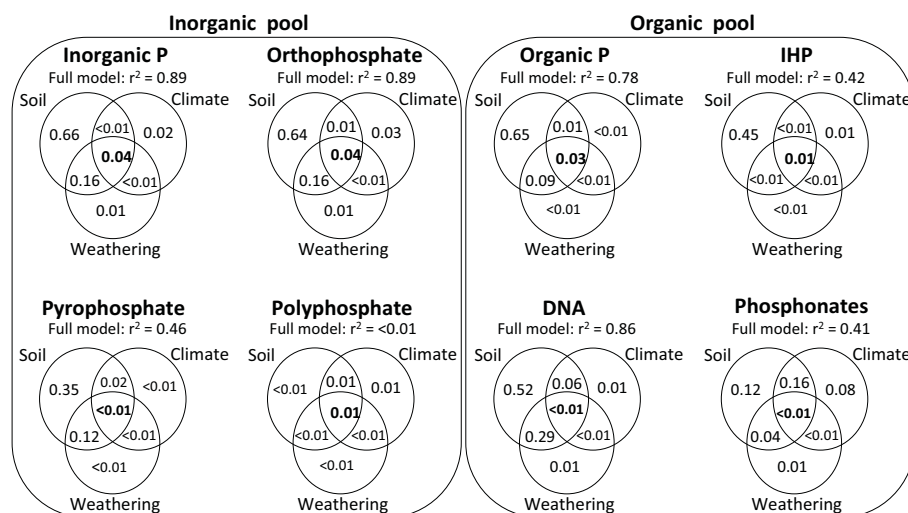 Inorganic pool
Organic pool
Inorganic P
Full model: r² = 0.89
Soil
Climate
<0.01
0.66
0.02
0.04
0.16
<0.01
0.01
Weathering
Orthophosphate
Full model: r² = 0.89
Soil
Climate
0.01
0.64
0.03
0.04
0.16
<0.01
0.01
Weathering
Organic P
Full model: r² = 0.78
Soil
Climate
0.01
0.65
<0.01
0.03
0.09
<0.01
<0.01
Weathering
IHP
Full model: r² = 0.42
Soil
Climate
<0.01
0.45
0.01
0.01
<0.01
<0.01
<0.01
Weathering
Pyrophosphate
Full model: r² = 0.46
Soil
Climate
0.02
0.35
<0.01
<0.01
0.12
<0.01
<0.01
Weathering
Polyphosphate
Full model: r² = <0.01
Soil
Climate
0.01
<0.01
0.01
0.01
<0.01
<0.01
<0.01
Weathering
DNA
Full model: r² = 0.86
Soil
Climate
0.06
0.52
0.01
<0.01
0.29
<0.01
0.01
Weathering
Phosphonates
Full model: r² = 0.41
Soil
Climate
0.16
0.12
0.08
<0.01
0.04
<0.01
0.01
Weathering